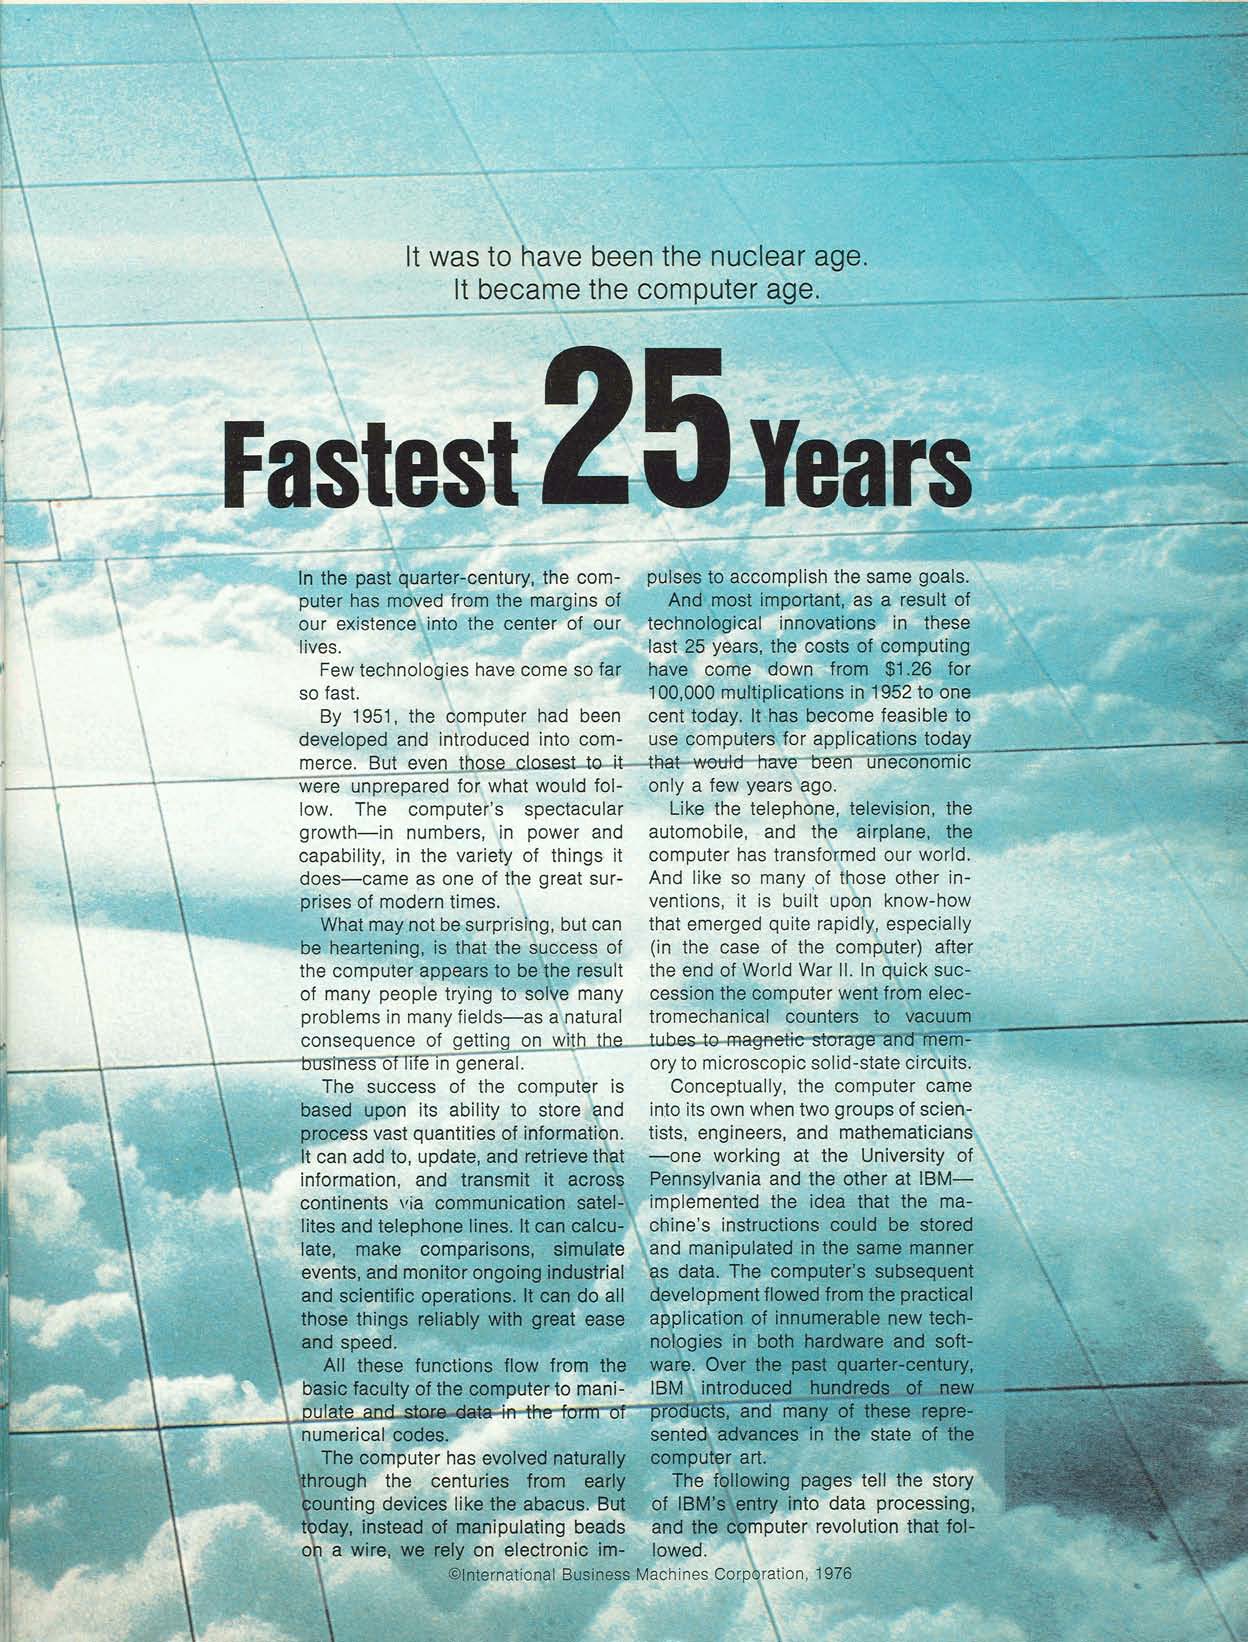 It was to have been the nuclear age.
It became the computer age.
Fastest 25 Years
In the past quarter-century, the com-
puter has moved from the margins of
our existence into the center of our
lives.
Few technologies have come so far
so fast.
By 1951, the computer had been
developed and introduced into com-
merce. But even those closest to it
were unprepared for what would fol-
low. The computer's spectacular
growth—in numbers, in power and
capability, in the variety of things it
does—came as one of the great sur-
prises of modern times.
What may not be surprising, but can
be heartening, is that the success of
the computer appears to be the result
of many people trying to solve many
problems in many fields—as a natural
consequence of getting on with the
business of life in general.
The success of the computer is
based upon its ability to store and
process vast quantities of information.
It can add to, update, and retrieve that
information, and transmit it across
continents via communication satel-
lites and telephone lines. It can calcu-
late, make comparisons, simulate
events, and monitor ongoing industrial
and scientific operations. It can do all
those things reliably with great ease
and speed.
All these functions flow from the
basic faculty of the computer to mani-
pulate and store data in the form of
numerical codes.
The computer has evolved naturally
through the centuries from early
counting devices like the abacus. But
today, instead of manipulating beads
on a wire, we rely on electronic im-
pulses to accomplish the same goals.
And most important, as a result of
technological innovations in these
last 25 years, the costs of computing
have come down from $1.26 for
100,000 multiplications in 1952 to one
cent today. It has become feasible to
use computers for applications today
that would have been uneconomic
only a few years ago.
Like the telephone, television, the
automobile, and the airplane, the
computer has transformed our world.
And like so many of those other in-
ventions, it is built upon know-how
that emerged quite rapidly, especially
(in the case of the computer) after
the end of World War II. In quick suc-
cession the computer went from elec-
tromechanical counters to vacuum
tubes to magnetic storage and mem-
ory to microscopic solid-state circuits.
Conceptually, the computer came
into its own when two groups of scien-
tists, engineers, and mathematicians
—one working at the University of
Pennsylvania and the other at IBM—
implemented the idea that the ma-
chine's instructions could be stored
and manipulated in the same manner
as data. The computer's subsequent
development flowed from the practical
application of innumerable new tech-
nologies in both hardware and soft-
ware. Over the past quarter-century,
IBM introduced hundreds of new
products, and many of these repre-
sented advances in the state of the
computer art.
The following pages tell the story
of IBM's entry into data processing,
and the computer revolution that fol-
lowed.
©International Business Machines Corporation, 1976